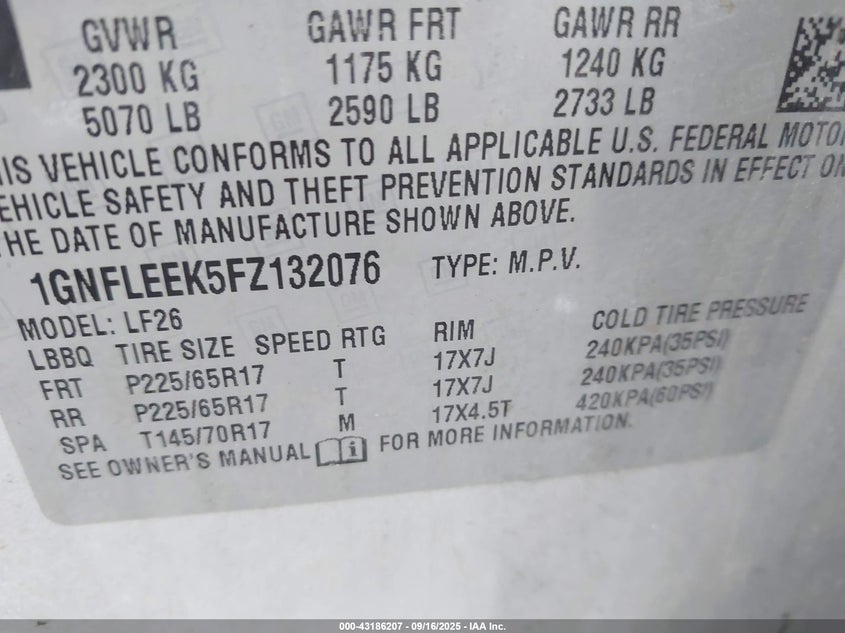 GVWR GAWR FRT GAWR RR
2300 KG 1175 KG 1240 KG
5070 LB 2590 LB 2733 LB
HIS VEHICLE CONFORMS TO ALL APPLICABLE U.S. FEDERAL MOTOR
EHICLE SAFETY AND THEFT PREVENTION STANDARDS IN EFFECT ON
THE DATE OF MANUFACTURE SHOWN ABOVE.
1GNFLEEK5FZ132076 TYPE: M.P.V.
MODEL: LF26
LBBQ TIRE SIZE SPEED RTG RIM COLD TIRE PRESSURE
FRT P225/65R17 T 17X7J 240KPA(35PSI)
RR P225/65R17 T 17X7J 240KPA(35PSI)
SPA T145/70R17 M 17X4.5T 420KPA(60PSI)
SEE OWNER'S MANUAL FOR MORE INFORMATION.
000-43186207 - 09/16/2025 - IAA Inc.